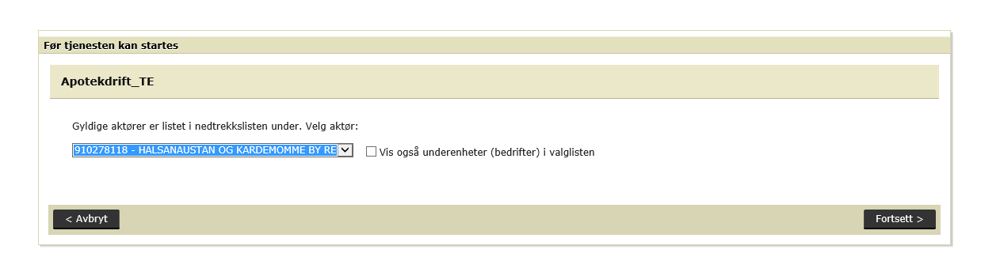 Før tjenesten kan startes
Apotekdrift_TE
Gyldige aktører er listet i nedtrekkslisten under. Velg aktør:
910278118 - HALSANAUSTAN OG KARDEMOMME BY RE
Vis også underenheter (bedrifter) i valglisten
< Avbryt
Fortsett >